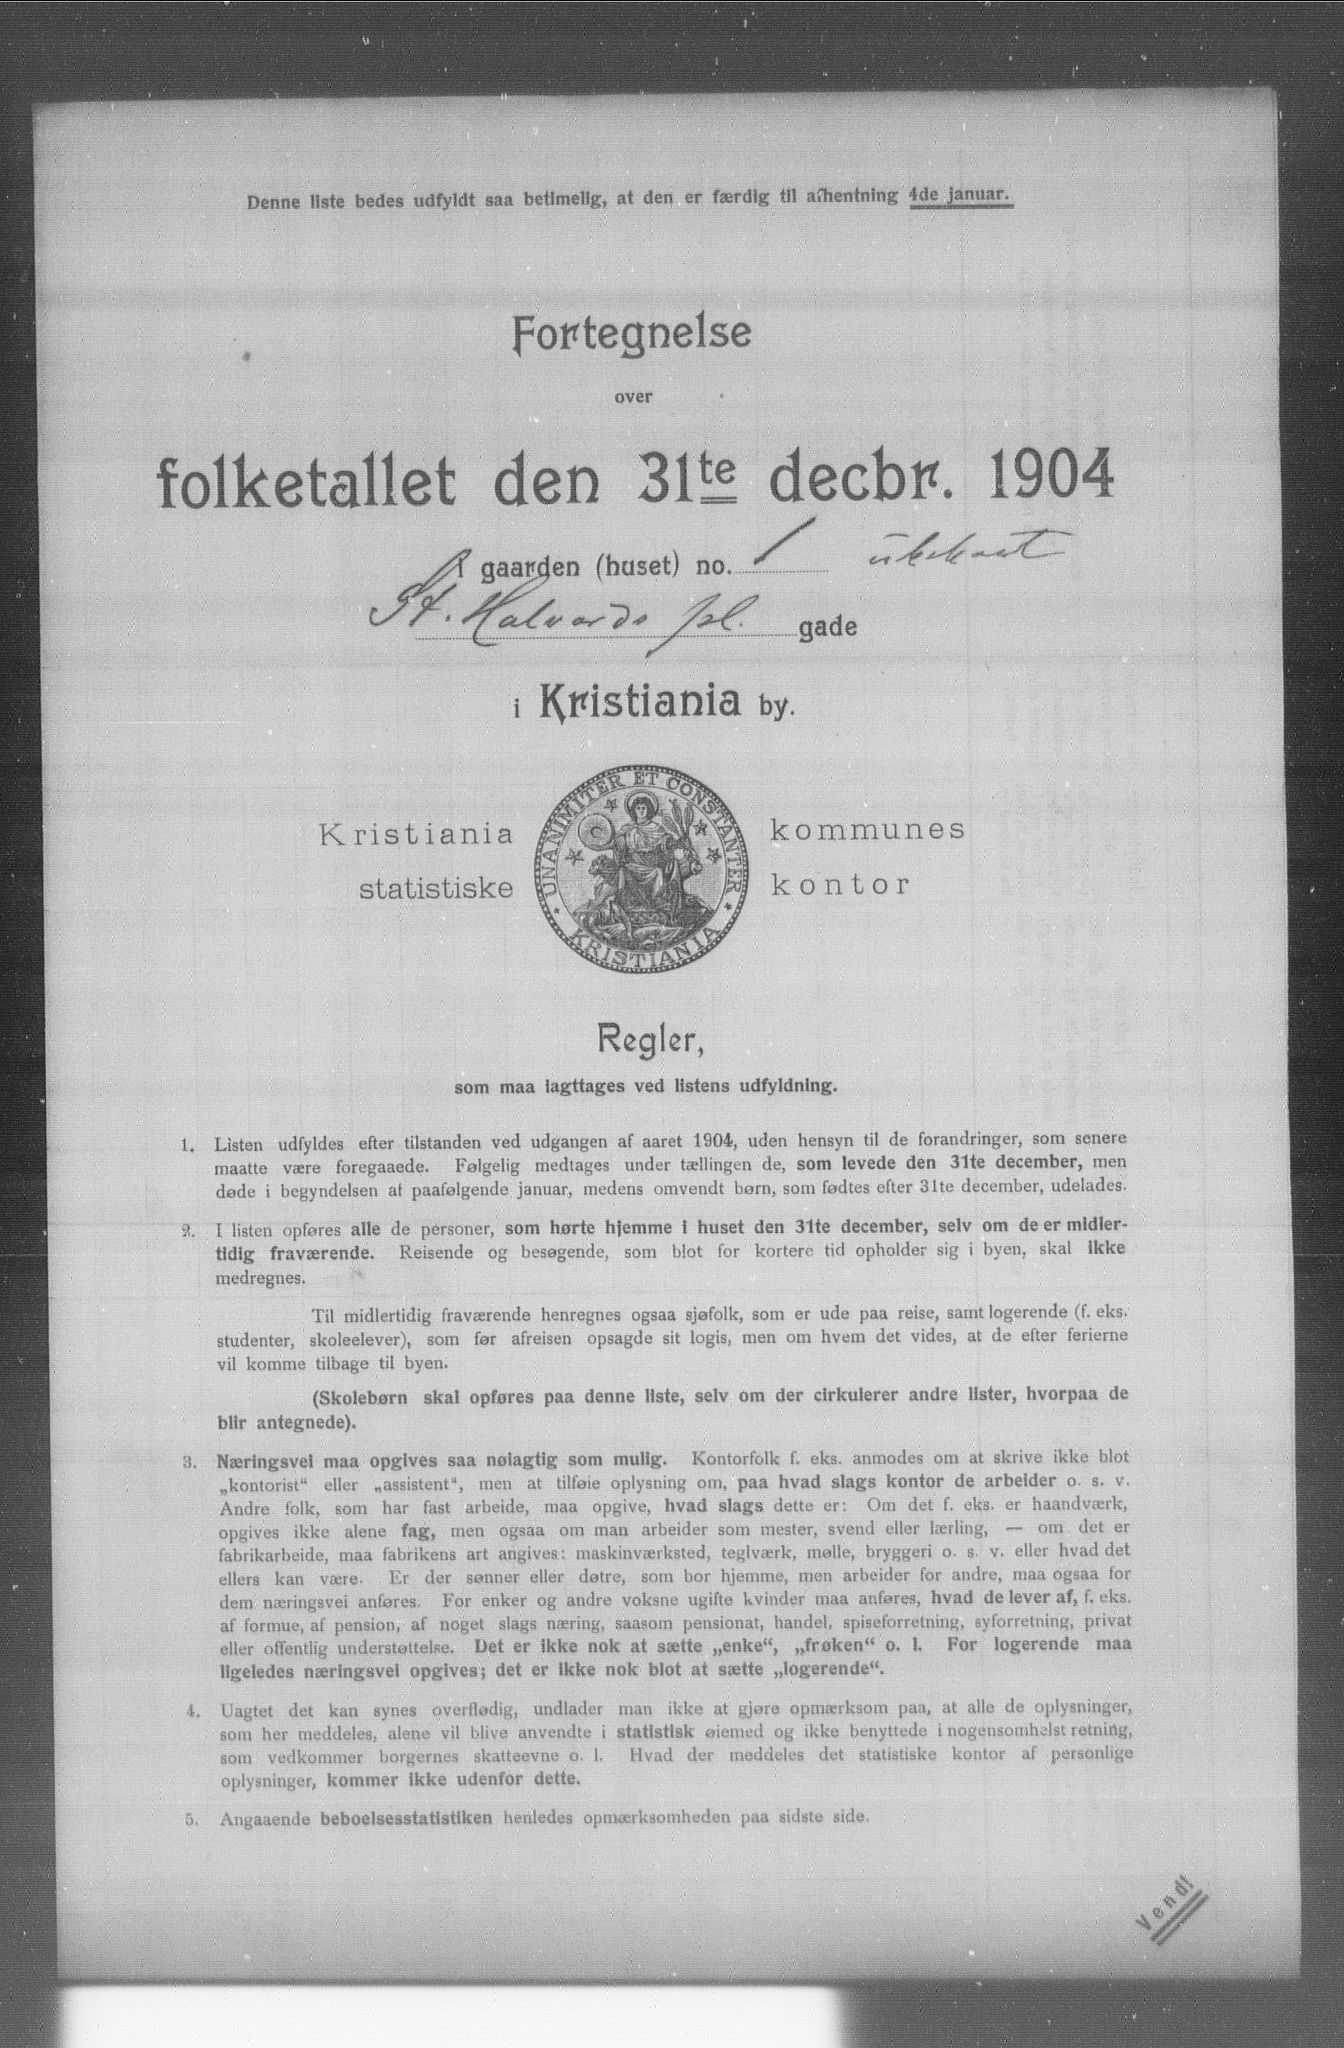 Denne liste bedes udfyldt saa betimelig, at den er færdig til afhentning 4de januar.
Fortegnelse
over
folketallet den 31te decbr. 1904
I gaarden (huset) no. 1
St. Halvards pl. gade
i Kristiania by.
UNANIMITER ET CONSTANTER
Kristiania kommunes
statistiske kontor
KRISTIANIA
Regler,
som maa iagttages ved listens udfyldning.
1. Listen udfyldes efter tilstanden ved udgangen af aaret 1904, uden hensyn til de forandringer, som senere
maatte være foregaaede. Følgelig medtages under tællingen de, som levede den 31te december, men
døde i begyndelsen af paafølgende januar, medens omvendt børn, som fødtes efter 31te december, udelades.
2. I listen opføres alle de personer, som hørte hjemme i huset den 31te december, selv om de er midler-
tidig fraværende. Reisende og besøgende, som blot for kortere tid opholder sig i byen, skal ikke
medregnes.
Til midlertidig fraværende henregnes ogsaa sjøfolk, som er ude paa reise, samt logerende (f. eks.
studenter, skoleelever), som før afreisen opsagde sit logis, men om hvem det vides, at de efter ferierne
vil komme tilbage til byen.
(Skolebørn skal opføres paa denne liste, selv om der cirkulerer andre lister, hvorpaa de
blir antegnede).
3. Næringsvei maa opgives saa nøiagtig som mulig. Kontorfolk f. eks. anmodes om at skrive ikke blot
„kontorist“ eller „assistent“, men at tilføie oplysning om, paa hvad slags kontor de arbeider o. s. v.
Andre folk, som har fast arbeide, maa opgive, hvad slags dette er: Om det f. eks. er haandværk,
opgives ikke alene fag, men ogsaa om man arbeider som mester, svend eller lærling, — om det er
fabrikarbeide, maa fabrikens art angives: maskinværksted, teglværk, mølle, bryggeri o. s. v. eller hvad det
ellers kan være. Er der sønner eller døtre, som bor hjemme, men arbeider for andre, maa ogsaa for
dem næringsvei anføres. For enker og andre voksne ugifte kvinder maa anføres, hvad de lever af, f. eks.
af formue, af pension, af noget slags næring, saasom pensionat, handel, spiseforretning, syforretning, privat
eller offentlig understøttelse. Det er ikke nok at sætte „enke“, „frøken“ o. l. For logerende maa
ligeledes næringsvei opgives; det er ikke nok blot at sætte „logerende“.
4. Uagtet det kan synes overflødig, undlader man ikke at gjøre opmærksom paa, at alle de oplysninger,
som her meddeles, alene vil blive anvendte i statistisk øiemed og ikke benyttede i nogensomhelst retning,
som vedkommer borgernes skatteevne o. l. Hvad der meddeles det statistiske kontor af personlige
oplysninger, kommer ikke udenfor dette.
5. Angaaende beboelsesstatistiken henledes opmærksomheden paa sidste side.
Vend!